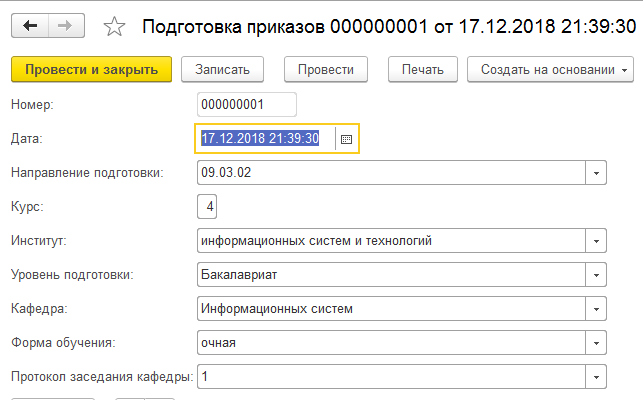 Подготовка приказов 000000001 от 17.12.2018 21:39:30
Провести и закрыть Записать Провести Печать Создать на основании
Номер: 000000001
Дата: 17.12.2018 21:39:30
Направление подготовки: 09.03.02
Курс: 4
Институт: информационных систем и технологий
Уровень подготовки: Бакалавриат
Кафедра: Информационных систем
Форма обучения: очная
Протокол заседания кафедры: 1